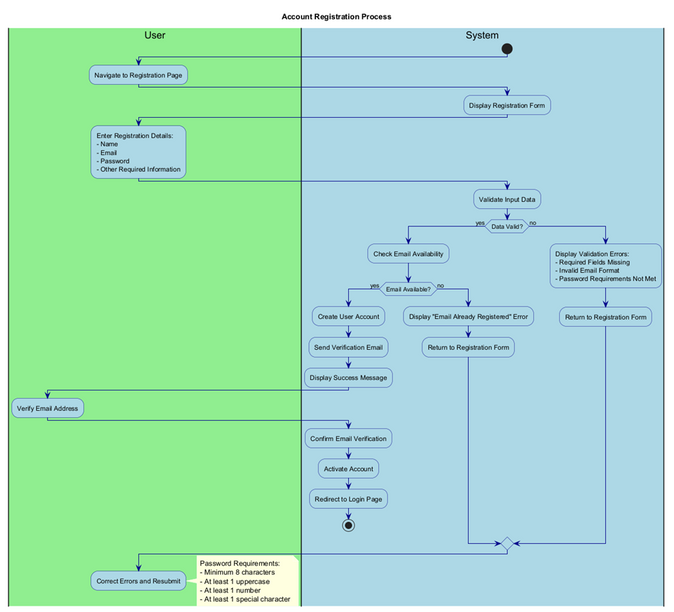 Account Registration Process
User
System
Navigate to Registration Page
Display Registration Form
Enter Registration Details:
- Name
- Email
- Password
- Other Required Information
Validate Input Data
yes
Data Valid?
no
Check Email Availability
Display Validation Errors:
- Required Fields Missing
- Invalid Email Format
- Password Requirements Not Met
yes
Email Available?
no
Create User Account
Display "Email Already Registered" Error
Return to Registration Form
Send Verification Email
Return to Registration Form
Display Success Message
Verify Email Address
Confirm Email Verification
Activate Account
Redirect to Login Page
Correct Errors and Resubmit
Password Requirements:
- Minimum 8 characters
- At least 1 uppercase
- At least 1 number
- At least 1 special character